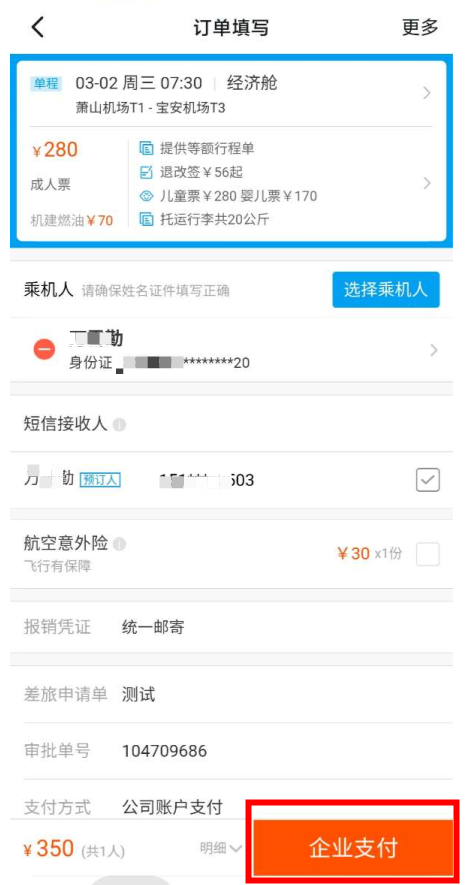 订单填写 更多
单程 03-02 周三 07:30 经济舱
萧山机场T1 - 宝安机场T3
¥280
成人票
机建燃油¥70
提供等额行程单
退改签¥56起
儿童票¥280 婴儿票¥170
托运行李共20公斤
乘机人 请确保姓名证件填写正确 选择乘机人
勤
身份证 ********20
短信接收人
勤 预订人 503
航空意外险
飞行有保障
¥30 x1份
报销凭证 统一邮寄
差旅申请单 测试
审批单号 104709686
支付方式 公司账户支付
¥350 (共1人) 明细 企业支付